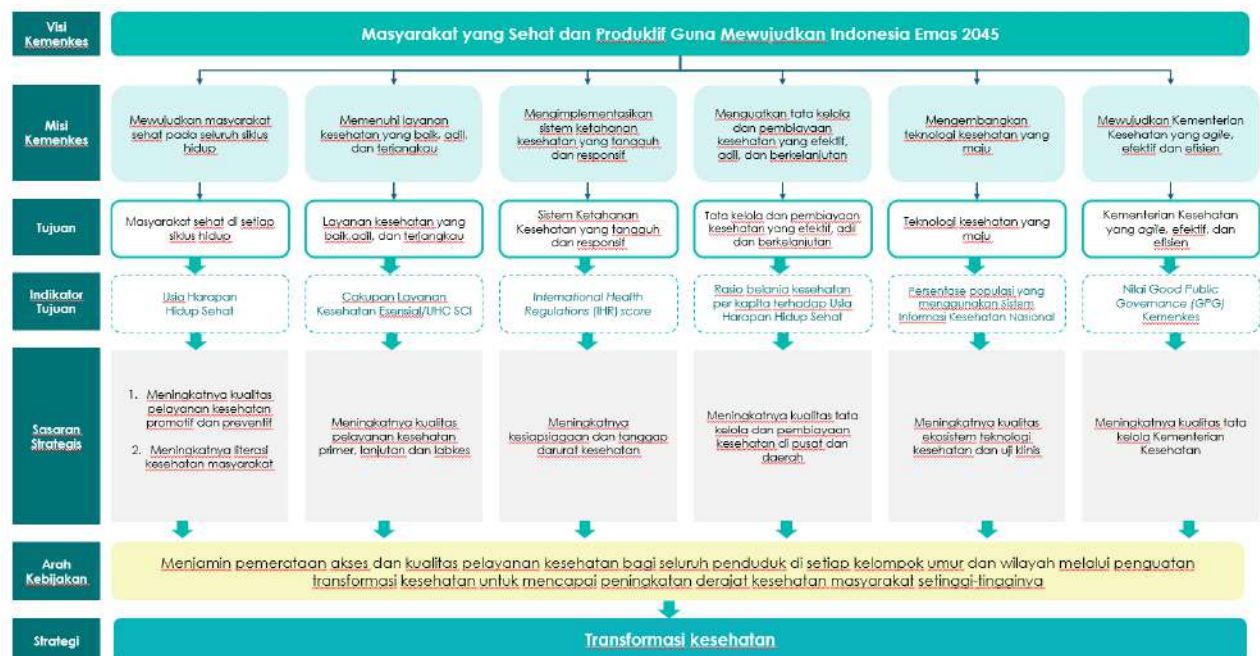 Visi
Kemenkes
Masyarakat yang Sehat dan Produktif Guna Mewujudkan Indonesia Emas 2045
Misi
Kemenkes
Mewujudkan masyarakat
sehat pada seluruh siklus
hidup
Memenuhi layanan
kesehatan yang baik, adil,
dan terjangkau
Mengimplementasikan
sistem ketahanan
kesehatan yang tangguh
dan responsif
Menguatkan tata kelola
dan pembiayaan
kesehatan yang efektif,
adil, dan berkelanjutan
Mengembangkan
teknologi kesehatan yang
maju
Mewujudkan Kementerian
Kesehatan yang agile,
efektif dan efisien
Tujuan
Masyarakat sehat di setiap
siklus hidup
Layanan kesehatan yang
baik,adil, dan terjangkau
Sistem Ketahanan
Kesehatan yang tangguh
dan responsif
Tata kelola dan pembiayaan
kesehatan yang efektif, adil
dan berkelanjutan
Teknologi kesehatan yang
maju
Kementerian Kesehatan
yang agile, efektif, dan
efisien
Indikator
Tujuan
Usia Harapan
Hidup Sehat
Cakupan Layanan
Kesehatan Esensial/UHC SCI
International Health
Regulations (IHR) score
Rasio belanja kesehatan
per kapita terhadap Usia
Harapan Hidup Sehat
Persentase populasi yang
menggunakan Sistem
Informasi Kesehatan Nasional
Nilai Good Public
Governance (GPG)
Kemenkes
Sasaran
Strategis
1. Meningkatnya kualitas
pelayanan kesehatan
promotif dan preventif
2. Meningkatnya literasi
kesehatan masyarakat
Meningkatnya kualitas
pelayanan kesehatan
primer, lanjutan dan labkes
Meningkatnya
kesiapsiagaan dan tanggap
darurat kesehatan
Meningkatnya kualitas tata
kelola dan pembiayaan
kesehatan di pusat dan
daerah
Meningkatnya kualitas
ekosistem teknologi
kesehatan dan uji klinis
Meningkatnya kualitas tata
kelola Kementerian
Kesehatan
Arah
Kebijakan
Menjamin pemerataan akses dan kualitas pelayanan kesehatan bagi seluruh penduduk di setiap kelompok umur dan wilayah melalui penguatan
transformasi kesehatan untuk mencapai peningkatan derajat kesehatan masyarakat setinggi-tingginya
Strategi
Transformasi kesehatan